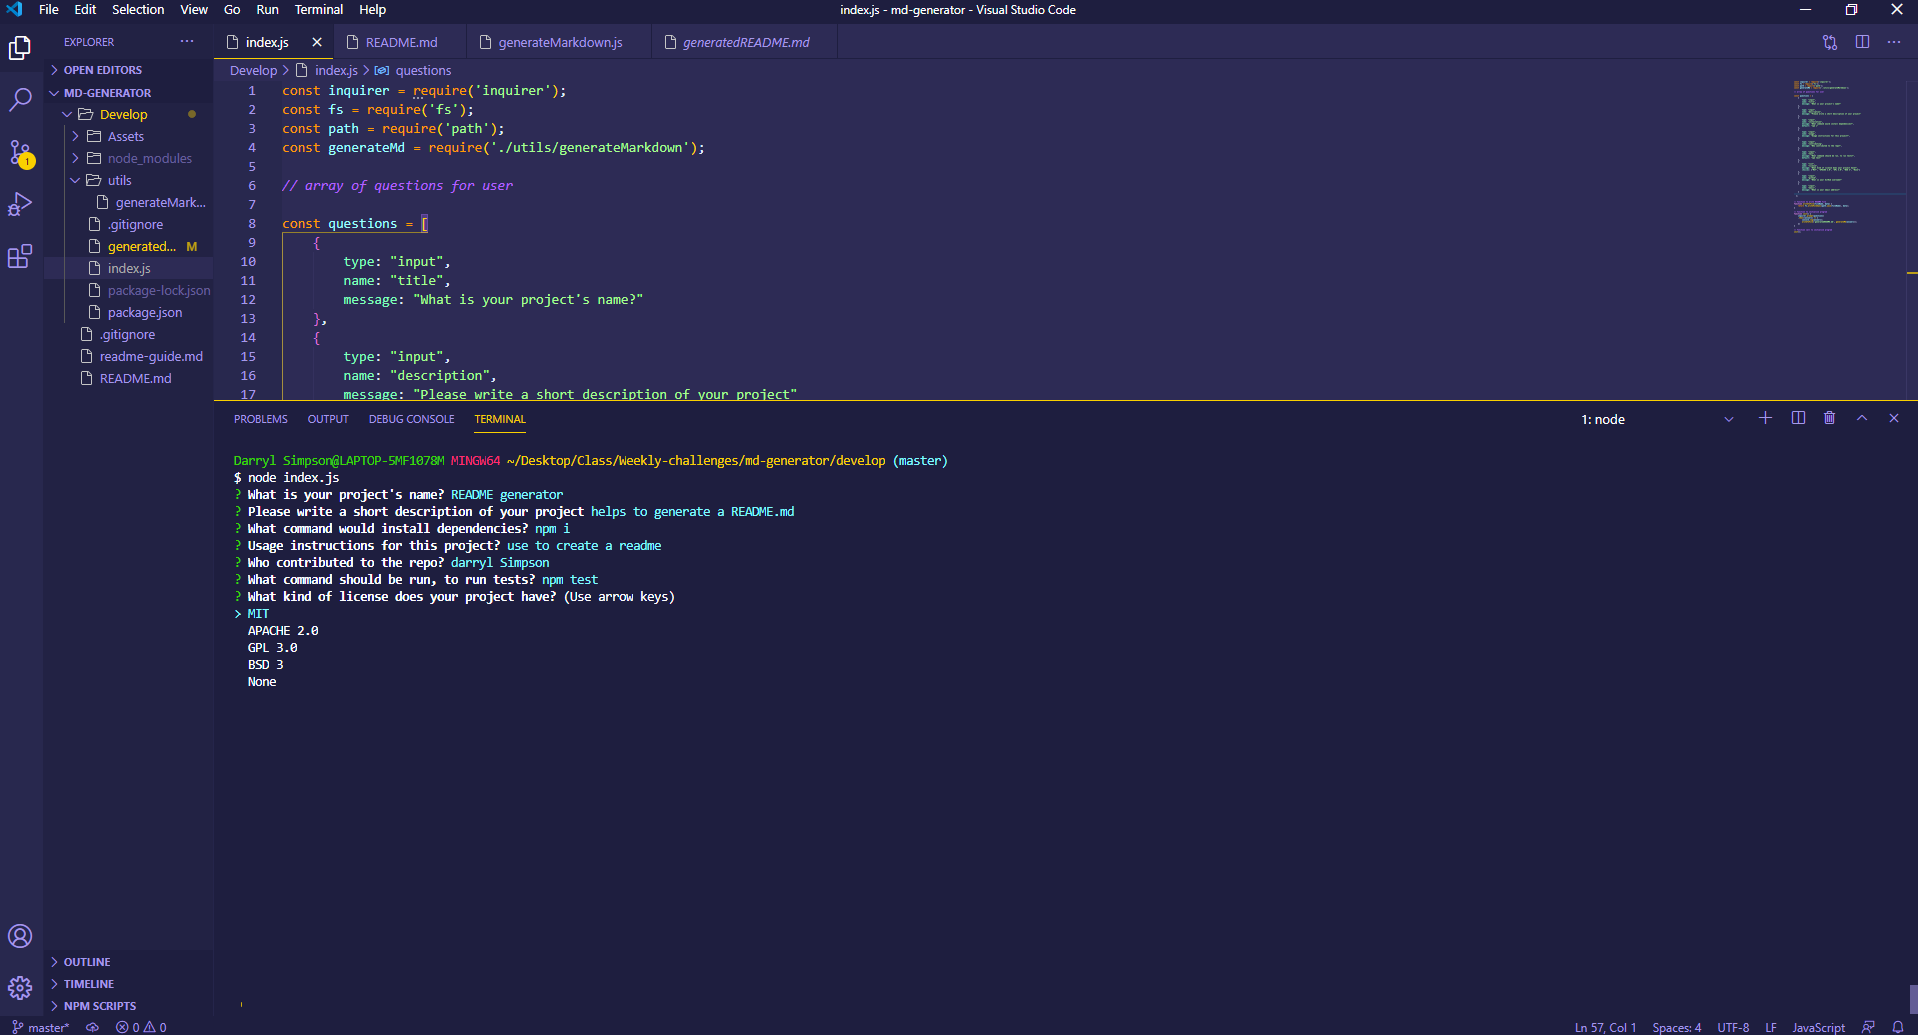 File Edit Selection View Go Run Terminal Help
index.js - md-generator - Visual Studio Code
EXPLORER
OPEN EDITORS
MD-GENERATOR
Develop
Assets
node_modules
utils
generateMark...
.gitignore
generated... M
index.js
package-lock.json
package.json
.gitignore
readme-guide.md
README.md
OUTLINE
TIMELINE
NPM SCRIPTS
1
index.js README.md generateMarkdown.js generatedREADME.md
Develop > index.js > questions
1 const inquirer = require('inquirer');
2 const fs = require('fs');
3 const path = require('path');
4 const generateMd = require('./utils/generateMarkdown');
5
6 // array of questions for user
7
8 const questions = [
9 {
10 type: "input",
11 name: "title",
12 message: "What is your project's name?"
13 },
14 {
15 type: "input",
16 name: "description",
17 message: "Please write a short description of your project"
PROBLEMS OUTPUT DEBUG CONSOLE TERMINAL
1: node
Darryl Simpson@LAPTOP-5MF1078M MINGW64 ~/Desktop/Class/Weekly-challenges/md-generator/develop (master)
$ node index.js
? What is your project's name? README generator
? Please write a short description of your project helps to generate a README.md
? What command would install dependencies? npm i
? Usage instructions for this project? use to create a readme
? Who contributed to the repo? darryl Simpson
? What command should be run, to run tests? npm test
? What kind of license does your project have? (Use arrow keys)
> MIT
APACHE 2.0
GPL 3.0
BSD 3
None
master* 0 0
Ln 57, Col 1 Spaces: 4 UTF-8 LF JavaScript